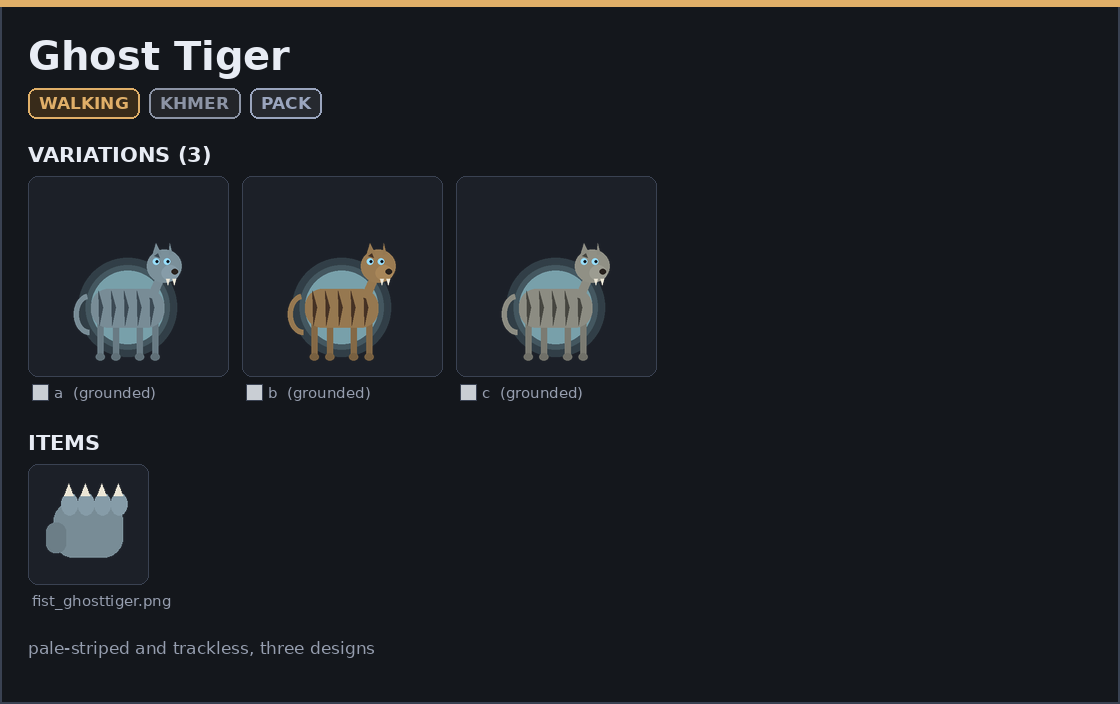 Ghost Tiger
WALKING KHMER PACK
VARIATIONS (3)
a (grounded) b (grounded) c (grounded)
ITEMS
fist_ghosttiger.png
pale-striped and trackless, three designs